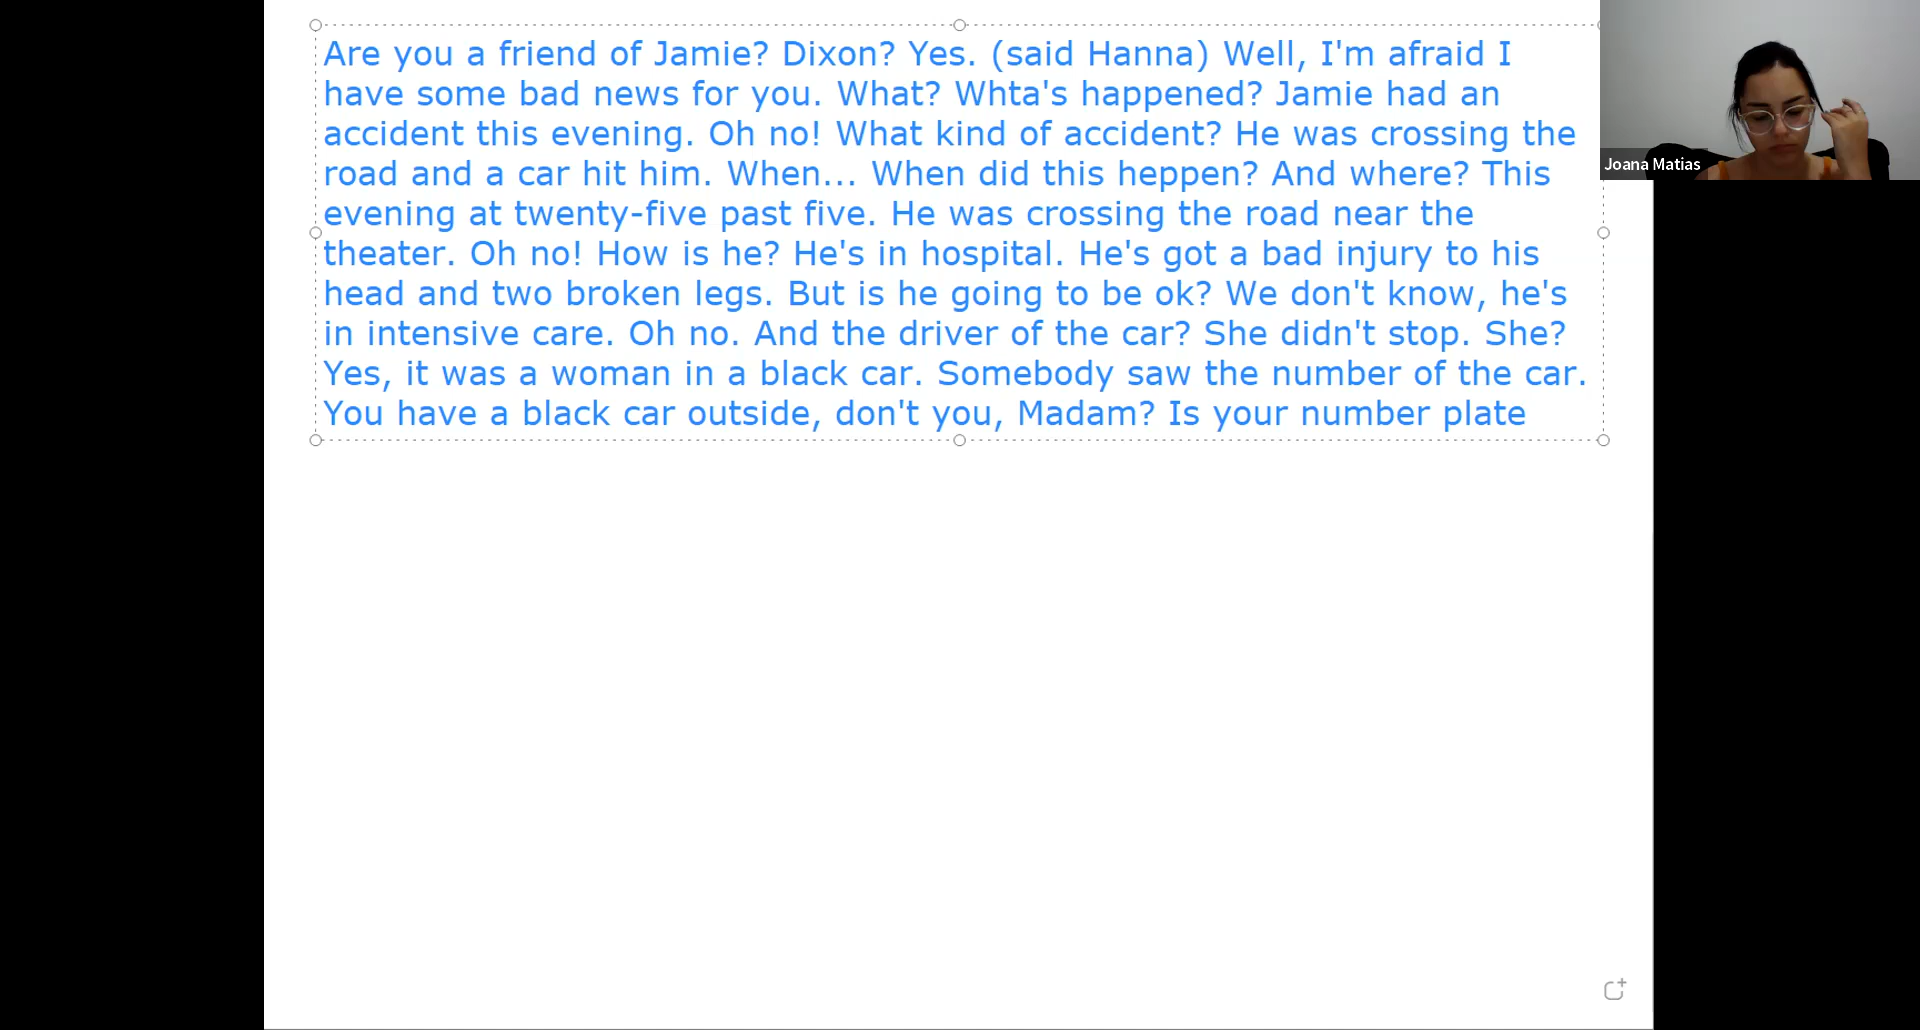 Are you a friend of Jamie? Dixon? Yes. (said Hanna) Well, I'm afraid I
have some bad news for you. What? Whta's happened? Jamie had an
accident this evening. Oh no! What kind of accident? He was crossing the
road and a car hit him. When... When did this heppen? And where? This
evening at twenty-five past five. He was crossing the road near the
theater. Oh no! How is he? He's in hospital. He's got a bad injury to his
head and two broken legs. But is he going to be ok? We don't know, he's
in intensive care. Oh no. And the driver of the car? She didn't stop. She?
Yes, it was a woman in a black car. Somebody saw the number of the car.
You have a black car outside, don't you, Madam? Is your number plate
Joana Matias